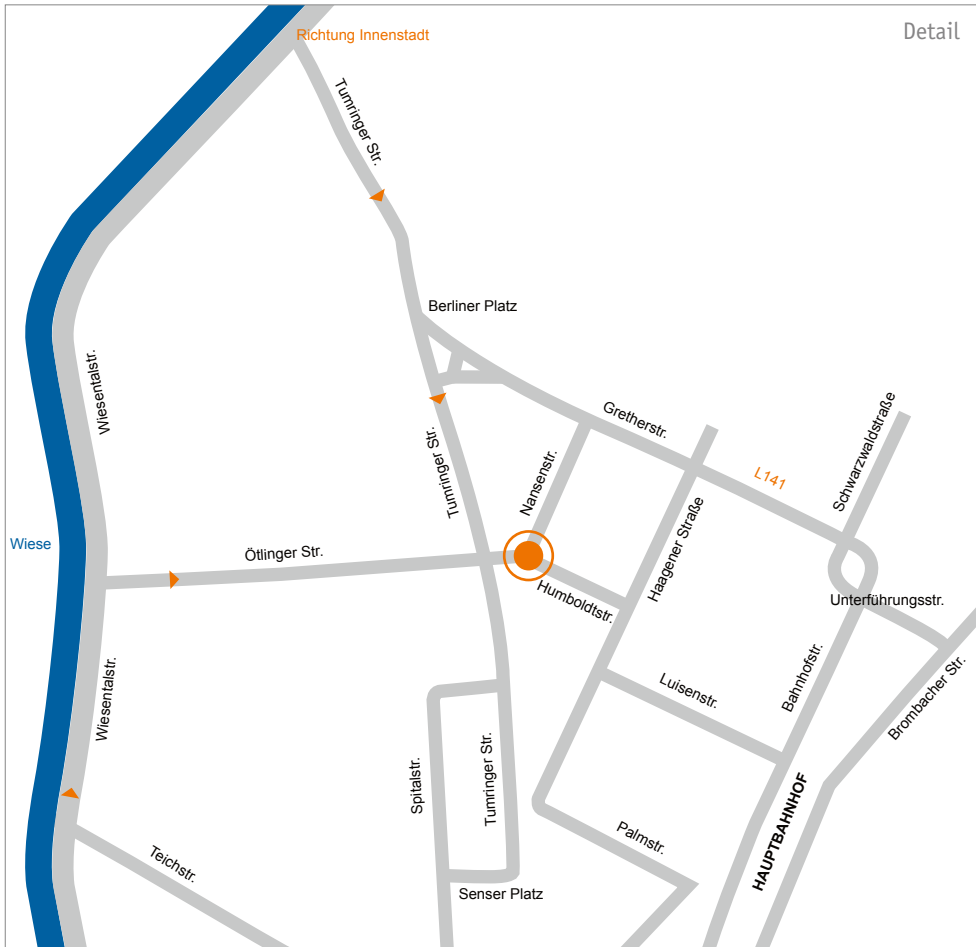 Detail
Richtung Innenstadt
Tumringer Str.
Berliner Platz
Wiesentalstr.
Gretherstr.
Schwarzwaldstraße
Tumringer Str.
Nansenstr.
L141
Haagener Straße
Wiese
Ötlinger Str.
Humboldtstr.
Unterführungsstr.
Wiesentalstr.
Luisenstr.
Bahnhofstr.
Brombacher Str.
Spitalstr.
Tumringer Str.
HAUPTBAHNHOF
Palmstr.
Teichstr.
Senser Platz